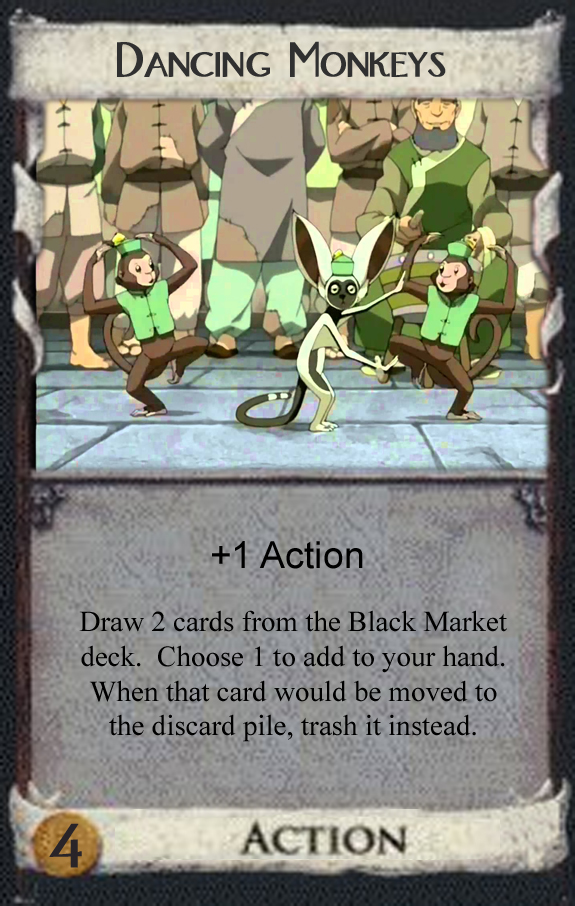 Dancing Monkeys
+1 Action
Draw 2 cards from the Black Market
deck.  Choose 1 to add to your hand.
When that card would be moved to
the discard pile, trash it instead.
4
Action